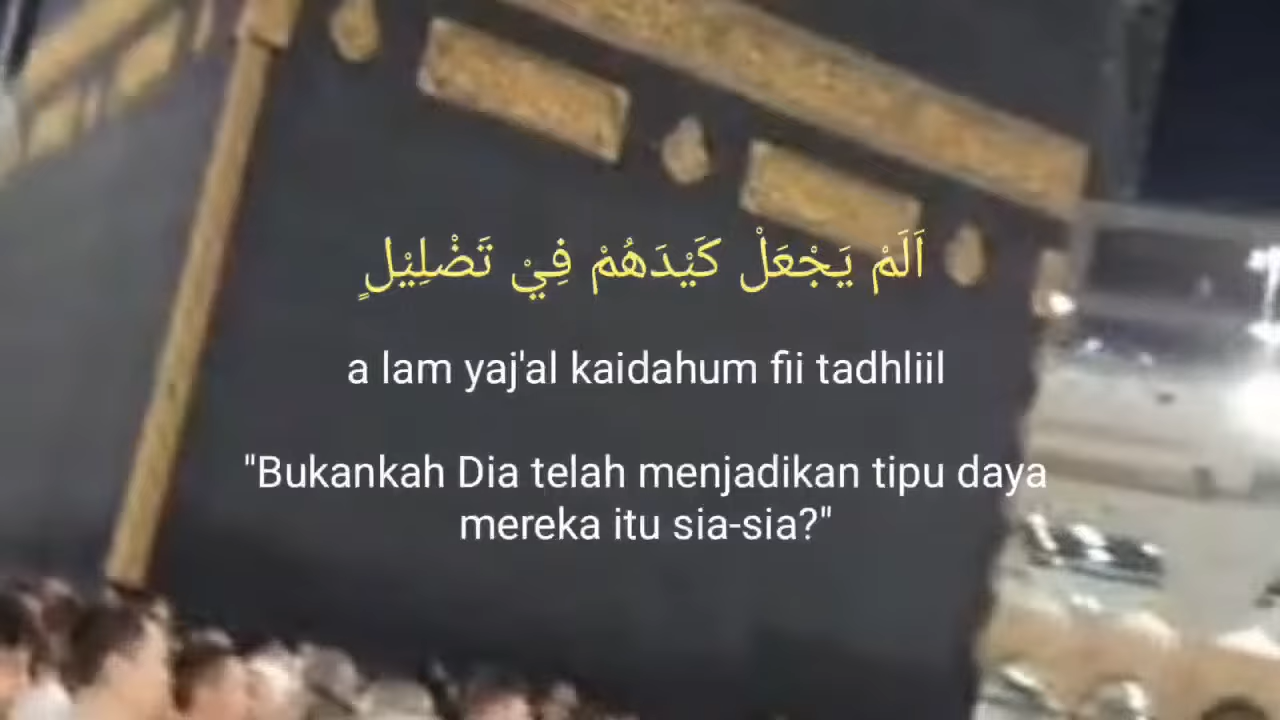 اَلَمْ يَجْعَلْ كَيْدَهُمْ فِيْ تَضْلِيْلٍ
a lam yaj'al kaidahum fii tadhliil
"Bukankah Dia telah menjadikan tipu daya
mereka itu sia-sia?"